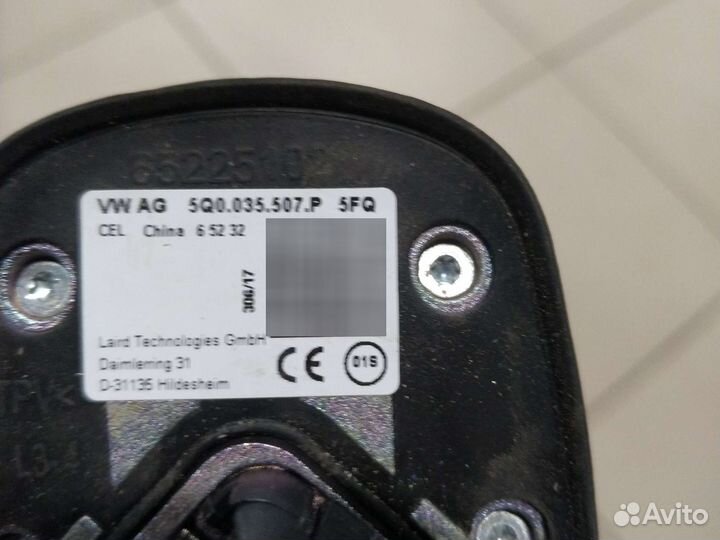 VW AG 5Q0.035.507.P 5FQ
CEL China 6 52 32
306/17
Laird Technologies GmbH
Daimlerring 31
D-31135 Hildesheim
CE
01S
Avito